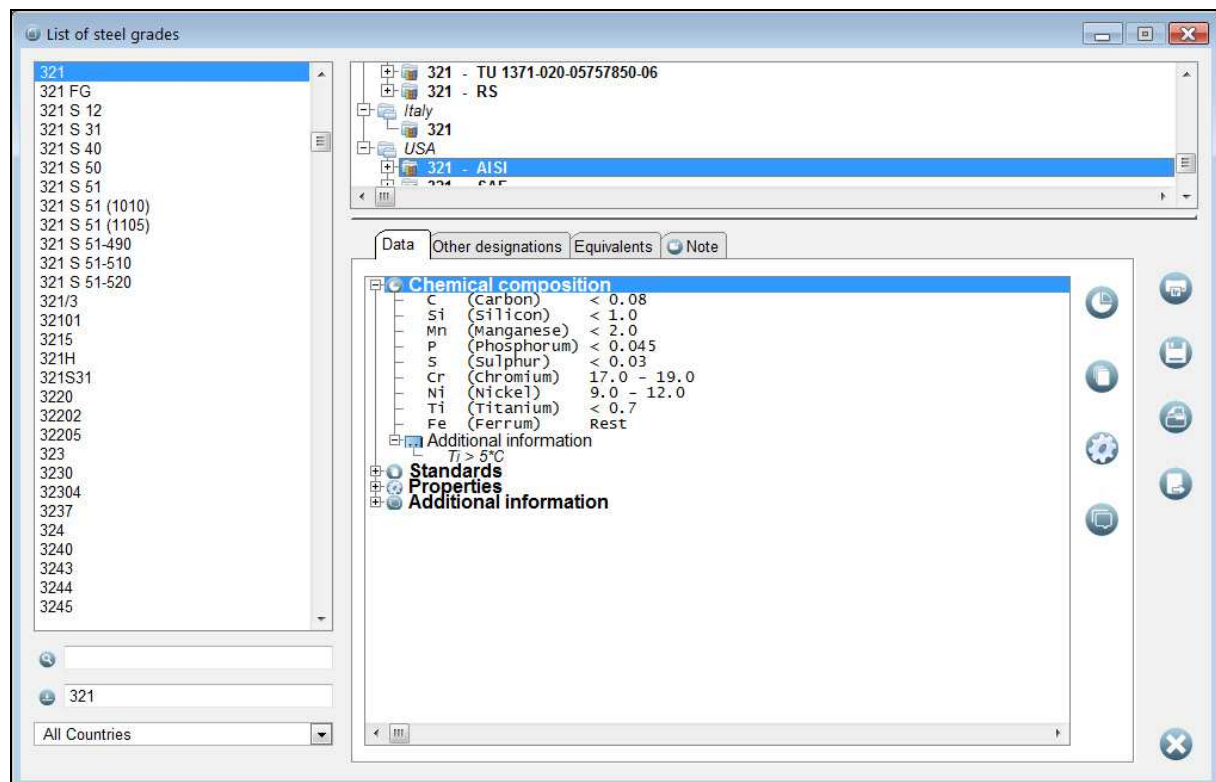 List of steel grades
321
321 FG
321 S 12
321 S 31
321 S 40
321 S 50
321 S 51
321 S 51 (1010)
321 S 51 (1105)
321 S 51-490
321 S 51-510
321 S 51-520
321/3
32101
3215
321H
321S31
3220
32202
32205
323
3230
32304
3237
324
3240
3243
3244
3245
321
All Countries
321 - TU 1371-020-05757850-06
321 - RS
Italy
321
USA
321 - AISI
321 - SAE
Data Other designations Equivalents Note
Chemical composition
C (Carbon) < 0.08
Si (Silicon) < 1.0
Mn (Manganese) < 2.0
P (Phosphorum) < 0.045
S (Sulphur) < 0.03
Cr (Chromium) 17.0 - 19.0
Ni (Nickel) 9.0 - 12.0
Ti (Titanium) < 0.7
Fe (Ferrum) Rest
Additional information
Ti > 5*C
Standards
Properties
Additional information